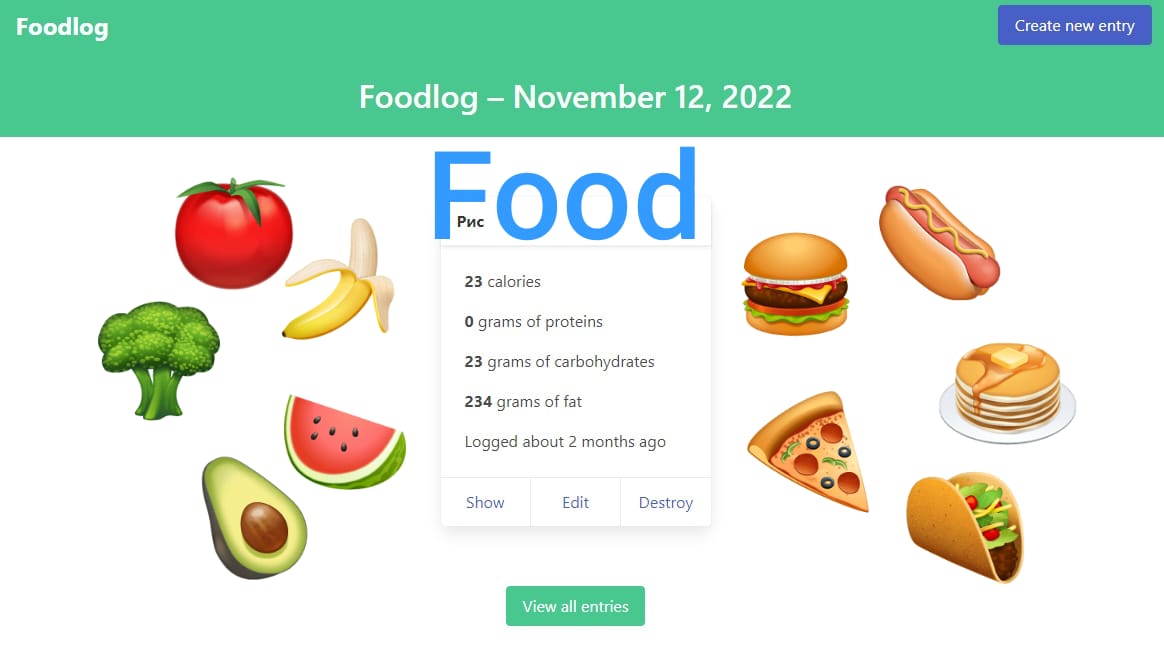 Foodlog
Create new entry
Foodlog – November 12, 2022
Food
Рис
23 calories
0 grams of proteins
23 grams of carbohydrates
234 grams of fat
Logged about 2 months ago
Show
Edit
Destroy
View all entries